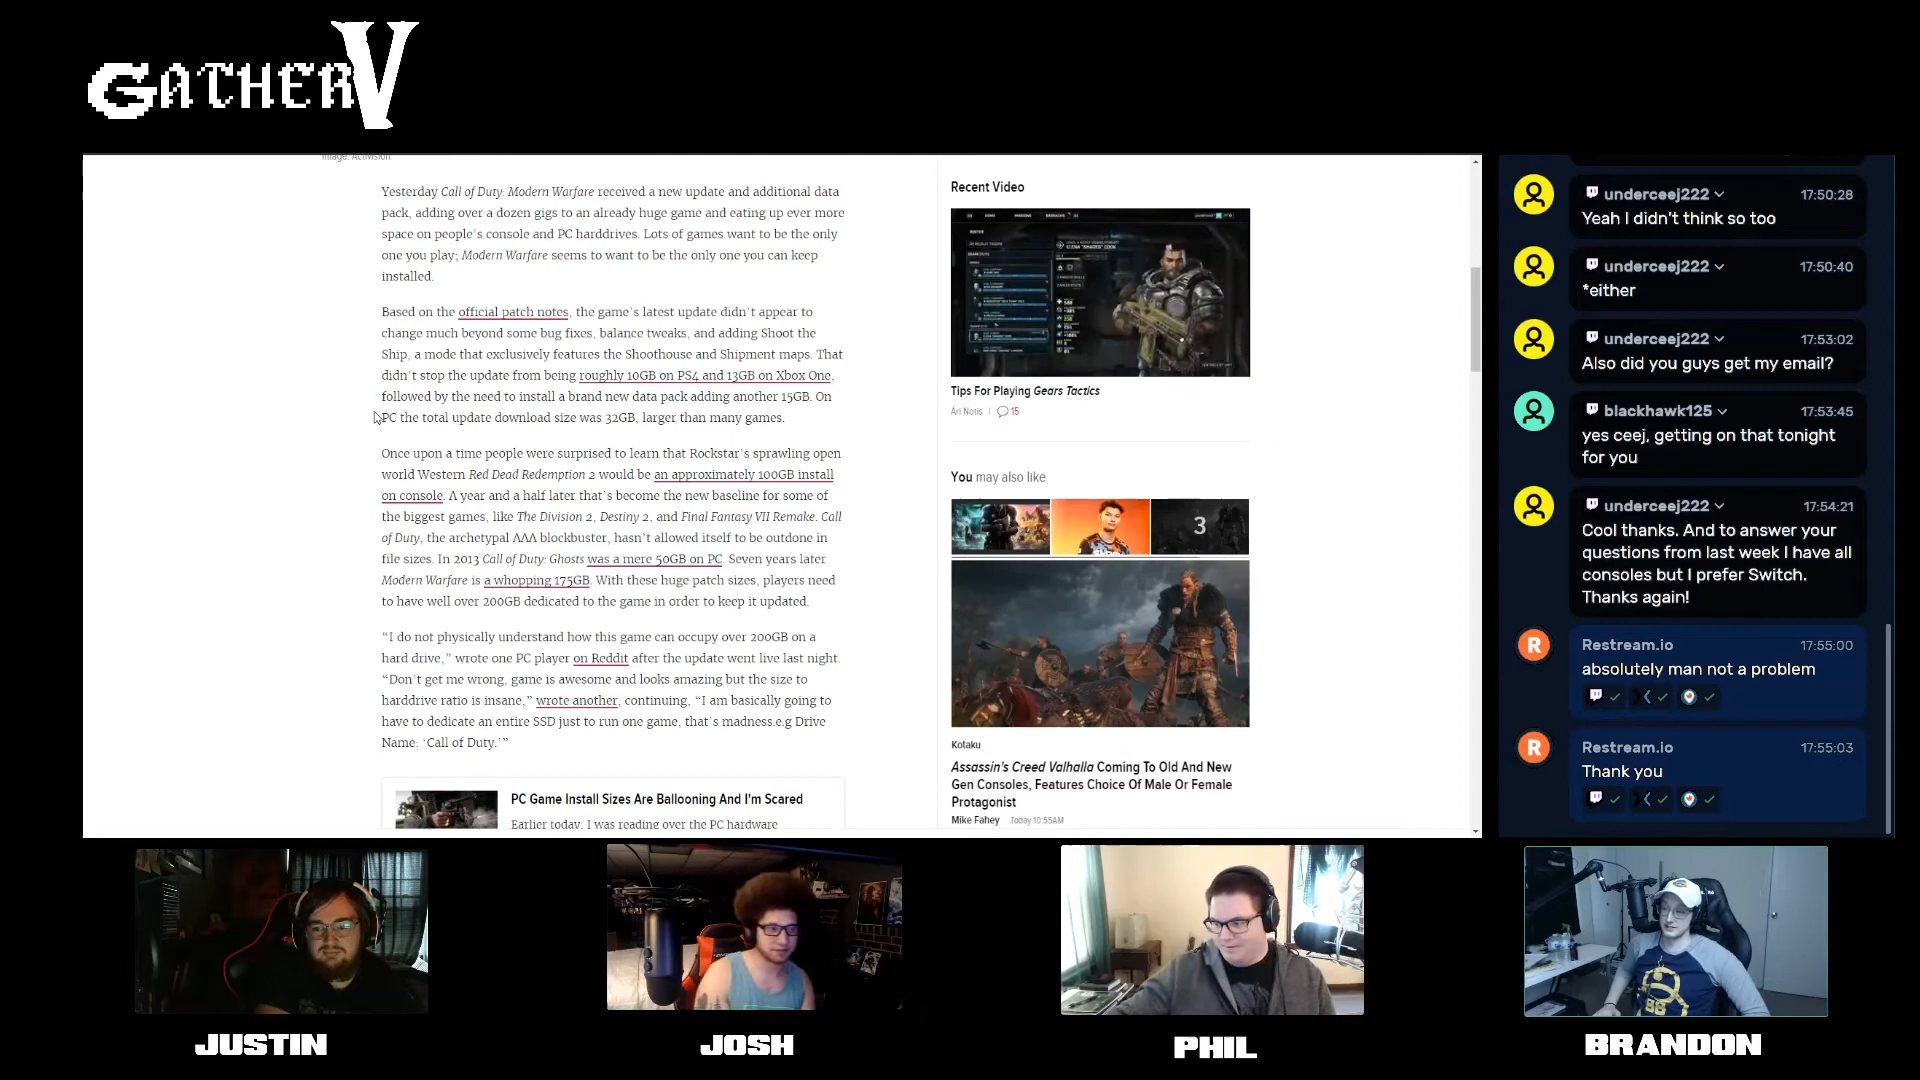 GATHERV
Image: Activision
Yesterday Call of Duty: Modern Warfare received a new update and additional data
pack, adding over a dozen gigs to an already huge game and eating up ever more
space on people's console and PC harddrives. Lots of games want to be the only
one you play; Modern Warfare seems to want to be the only one you can keep
installed.
Based on the official patch notes, the game's latest update didn't appear to
change much beyond some bug fixes, balance tweaks, and adding Shoot the
Ship, a mode that exclusively features the Shoothouse and Shipment maps. That
didn't stop the update from being roughly 10GB on PS4 and 13GB on Xbox One,
followed by the need to install a brand new data pack adding another 15GB. On
PC the total update download size was 32GB, larger than many games.
Once upon a time people were surprised to learn that Rockstar's sprawling open
world Western Red Dead Redemption 2 would be an approximately 100GB install
on console. A year and a half later that's become the new baseline for some of
the biggest games, like The Division 2, Destiny 2, and Final Fantasy VII Remake. Call
of Duty, the archetypal AAA blockbuster, hasn't allowed itself to be outdone in
file sizes. In 2013 Call of Duty: Ghosts was a mere 50GB on PC. Seven years later
Modern Warfare is a whopping 175GB. With these huge patch sizes, players need
to have well over 200GB dedicated to the game in order to keep it updated.
“I do not physically understand how this game can occupy over 200GB on a
hard drive,” wrote one PC player on Reddit after the update went live last night.
“Don't get me wrong, game is awesome and looks amazing but the size to
harddrive ratio is insane,” wrote another, continuing, “I am basically going to
have to dedicate an entire SSD just to run one game, that's madness.e.g Drive
Name: ‘Call of Duty.’”
PC Game Install Sizes Are Ballooning And I'm Scared
Earlier today, I was reading over the PC hardware
Recent Video
Tips For Playing Gears Tactics
Ari Notis | 15
You may also like
3
Kotaku
Assassin's Creed Valhalla Coming To Old And New
Gen Consoles, Features Choice Of Male Or Female
Protagonist
Mike Fahey Today 10:55AM
underceej222 17:50:28
Yeah I didn't think so too
underceej222 17:50:40
*either
underceej222 17:53:02
Also did you guys get my email?
blackhawk125 17:53:45
yes ceej, getting on that tonight
for you
underceej222 17:54:21
Cool thanks. And to answer your
questions from last week I have all
consoles but I prefer Switch.
Thanks again!
R Restream.io 17:55:00
absolutely man not a problem
R Restream.io 17:55:03
Thank you
JUSTIN
JOSH
PHIL
BRANDON